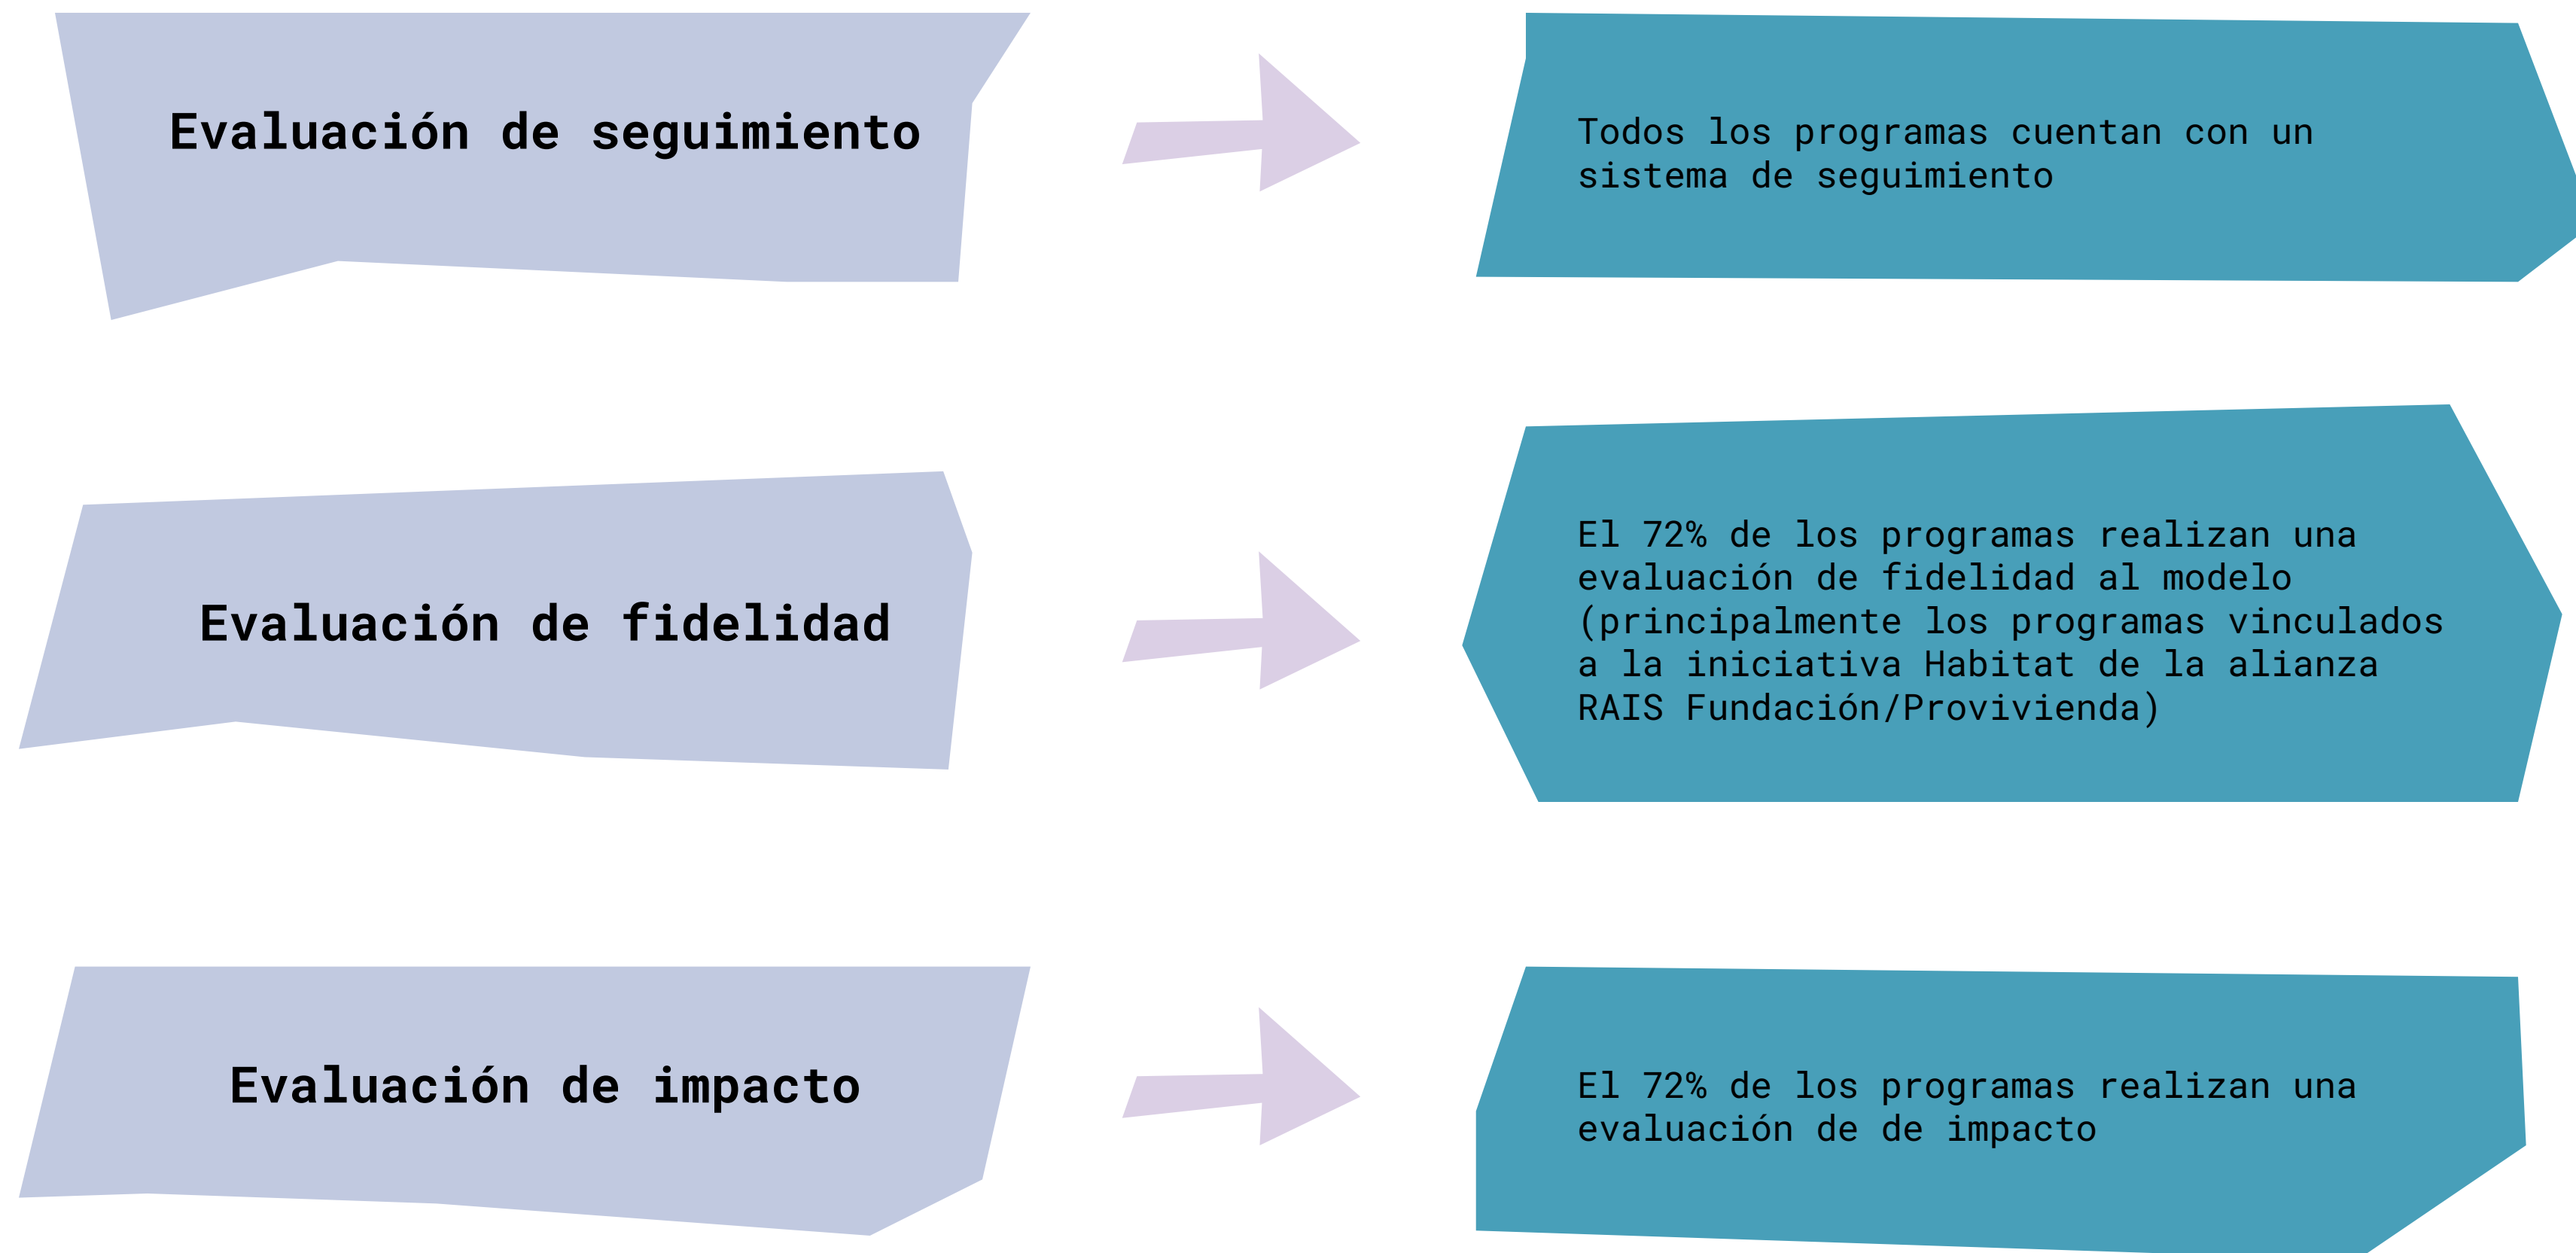 Evaluación de seguimiento
Todos los programas cuentan con un
sistema de seguimiento
Evaluación de fidelidad
El 72% de los programas realizan una
evaluación de fidelidad al modelo
(principalmente los programas vinculados
a la iniciativa Habitat de la alianza
RAIS Fundación/Provivienda)
Evaluación de impacto
El 72% de los programas realizan una
evaluación de de impacto